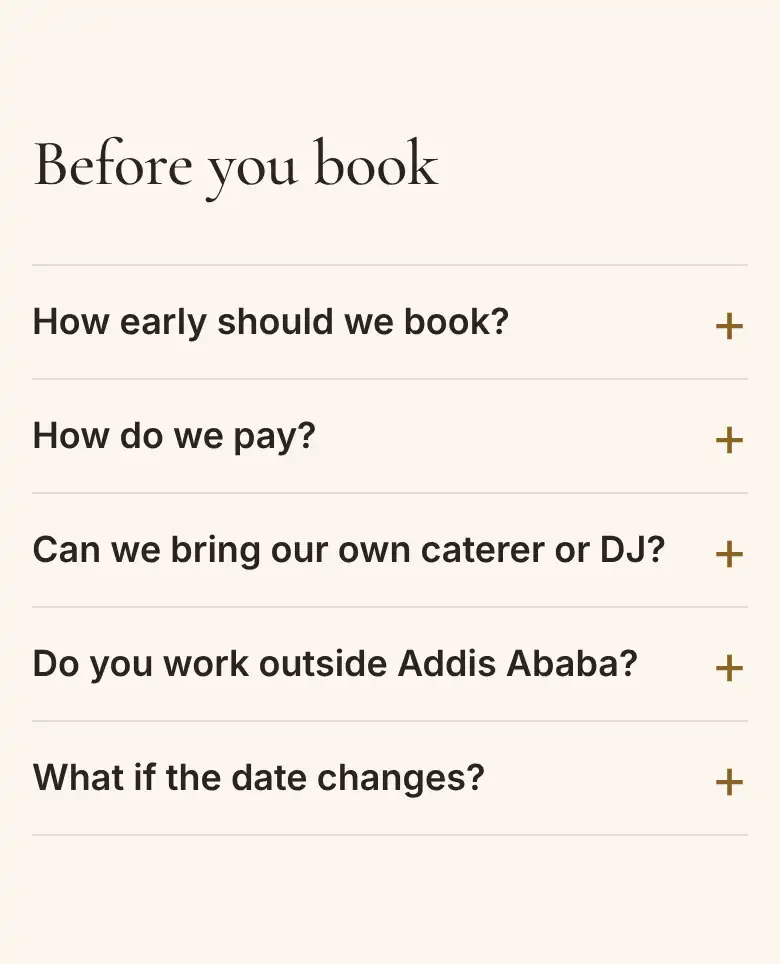 Before you book
How early should we book? +
How do we pay? +
Can we bring our own caterer or DJ? +
Do you work outside Addis Ababa? +
What if the date changes? +